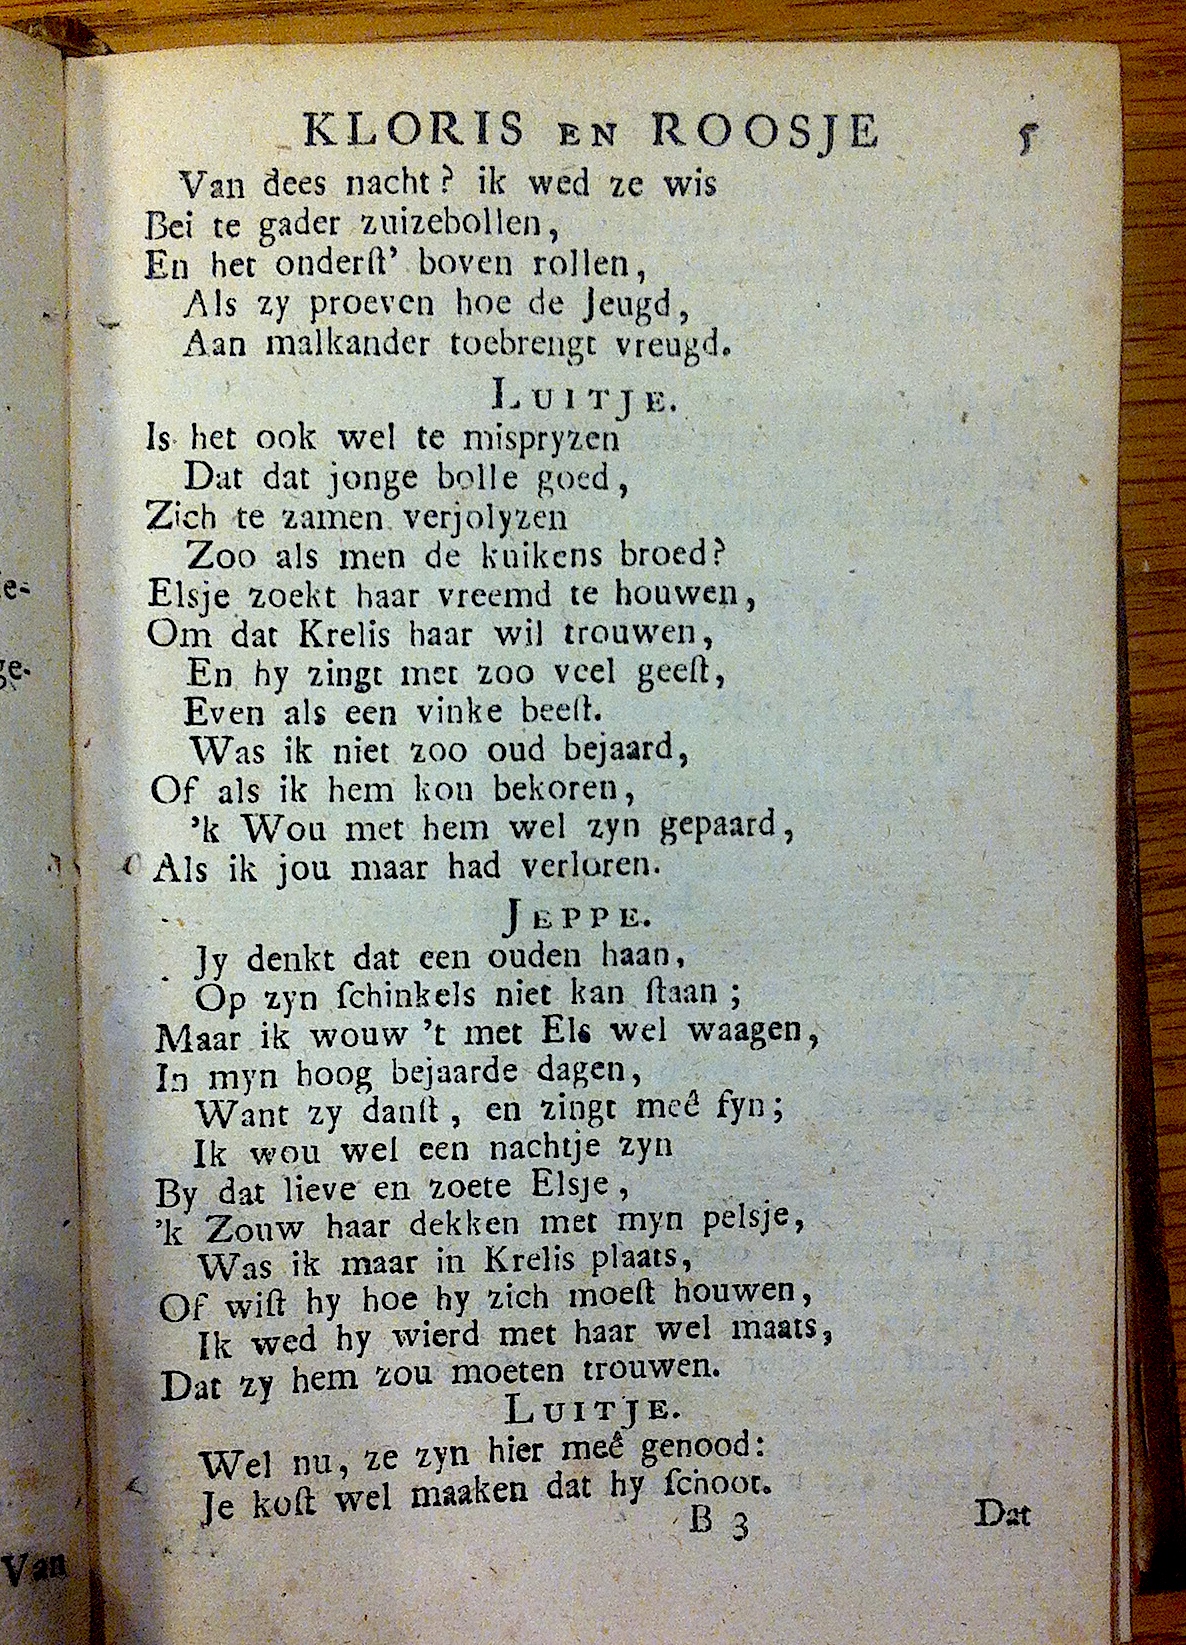 KLORIS EN ROOSJE 5
Van dees nacht? ik wed ze wis
Bei te gader zuizebollen,
En het onderst' boven rollen,
Als zy proeven hoe de Jeugd,
Aan malkander toebrengt vreugd.
LUITJE.
Is het ook wel te mispryzen
Dat dat jonge bolle goed,
Zich te zamen verjolyzen
Zoo als men de kuikens broed?
Elsje zoekt haar vreemd te houwen,
Om dat Krelis haar wil trouwen,
En hy zingt met zoo veel geest,
Even als een vinke beest.
Was ik niet zoo oud bejaard,
Of als ik hem kon bekoren,
'k Wou met hem wel zyn gepaard,
Als ik jou maar had verloren.
JEPPE.
Jy denkt dat een ouden haan,
Op zyn schinkels niet kan staan;
Maar ik wouw 't met Els wel waagen,
In myn hoog bejaarde dagen,
Want zy danst, en zingt meê fyn;
Ik wou wel een nachtje zyn
By dat lieve en zoete Elsje,
'k Zouw haar dekken met myn pelsje,
Was ik maar in Krelis plaats,
Of wist hy hoe hy zich moest houwen,
Ik wed hy wierd met haar wel maats,
Dat zy hem zou moeten trouwen.
LUITJE.
Wel nu, ze zyn hier meê genood:
Je kost wel maaken dat hy schoot.
B 3 Dat
e-
ge-
Van